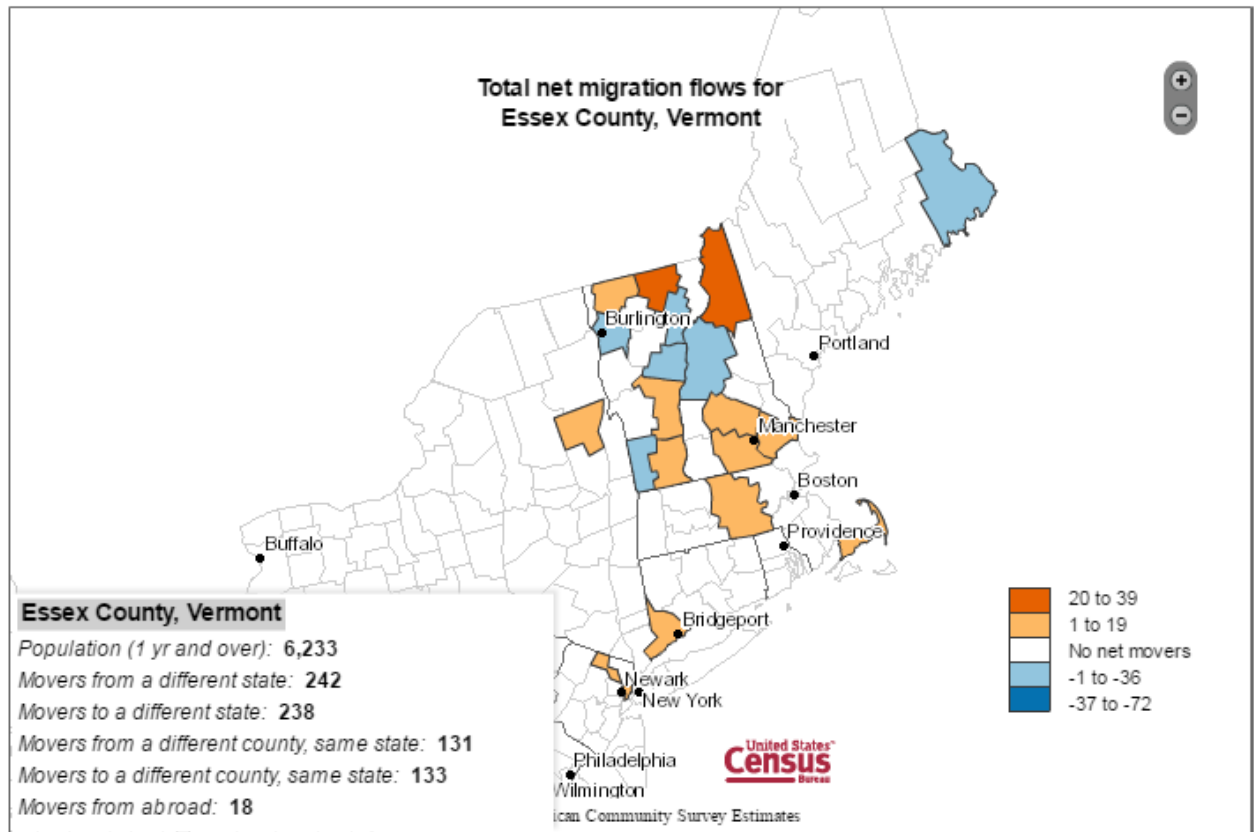 Total net migration flows for
Essex County, Vermont
+
−
Burlington
Portland
Manchester
Boston
Providence
Buffalo
Bridgeport
Newark
New York
Philadelphia
Wilmington
Essex County, Vermont
Population (1 yr and over): 6,233
Movers from a different state: 242
Movers to a different state: 238
Movers from a different county, same state: 131
Movers to a different county, same state: 133
Movers from abroad: 18
20 to 39
1 to 19
No net movers
-1 to -36
-37 to -72
United States™
Census
Bureau
ican Community Survey Estimates